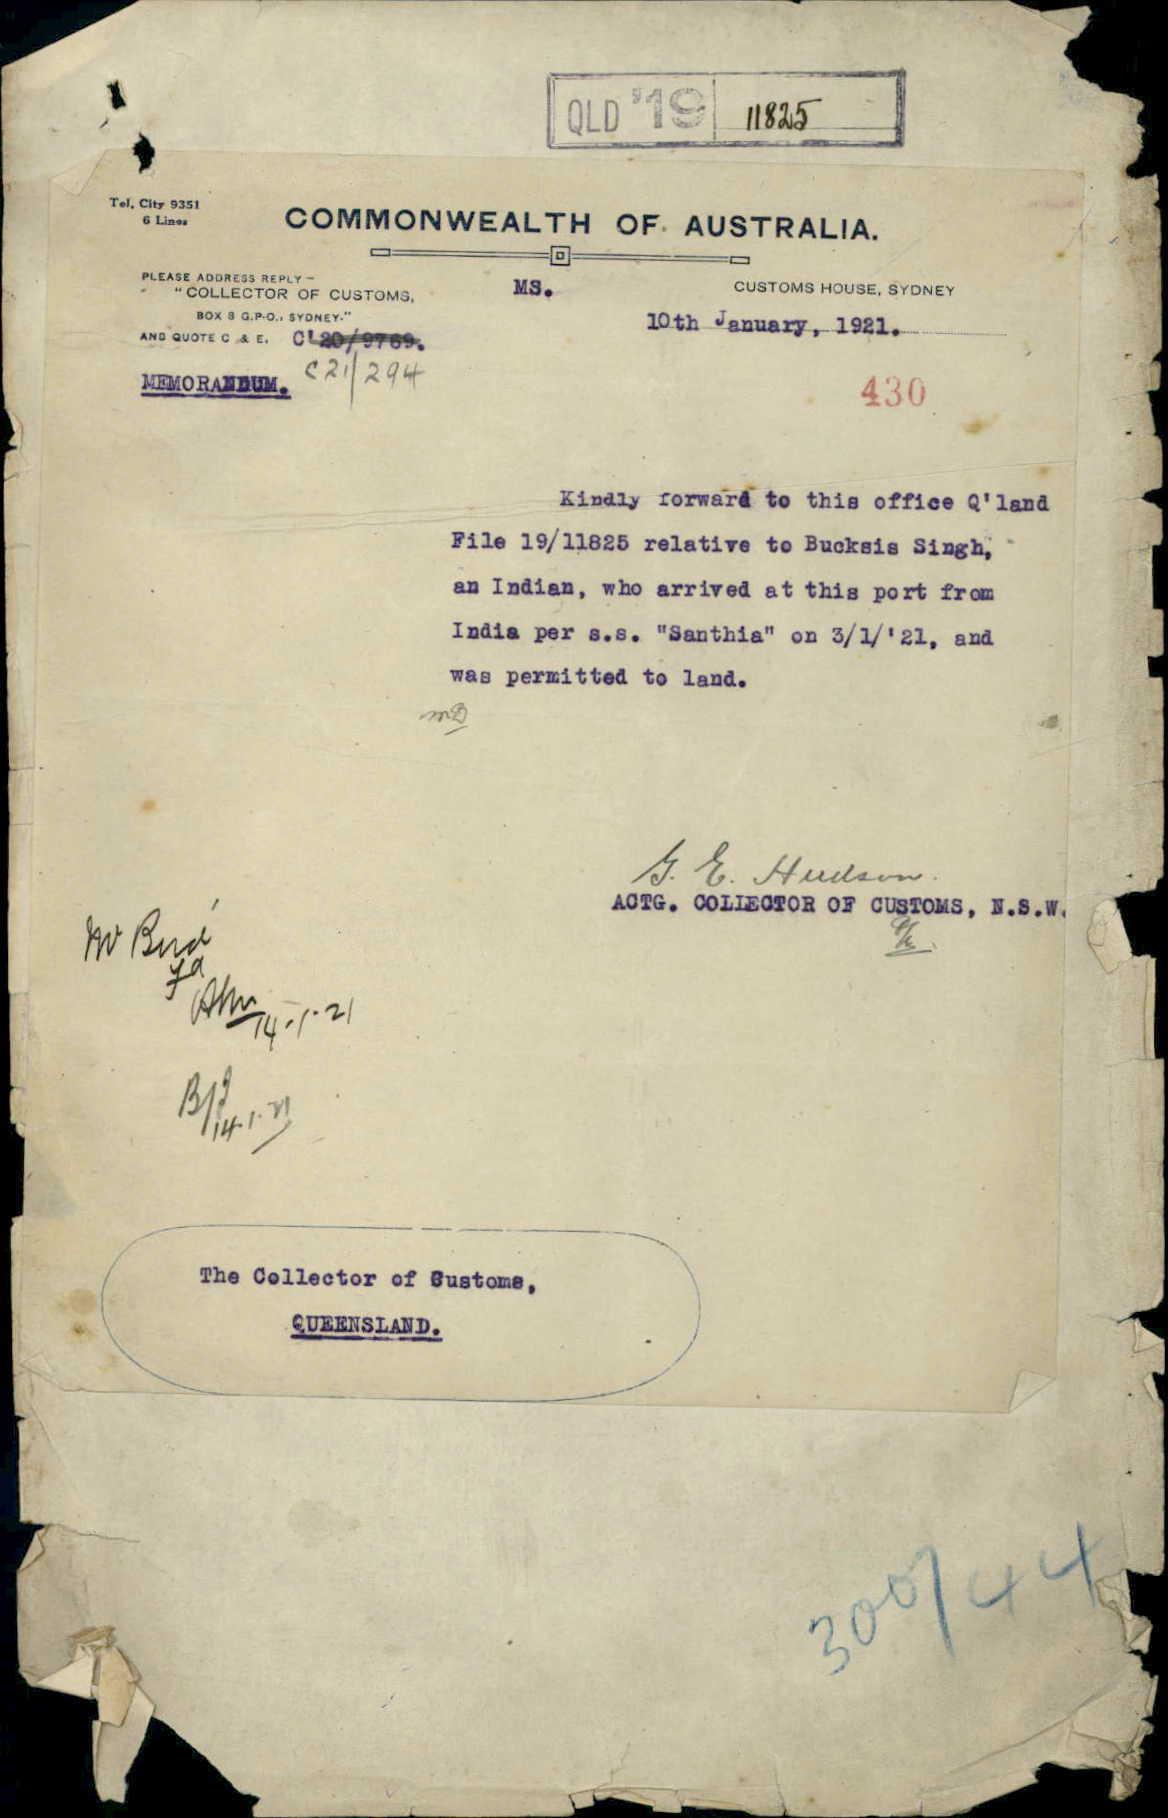 QLD '19 11825
Tel. City 9351
6 Lines
COMMONWEALTH OF AUSTRALIA.
PLEASE ADDRESS REPLY –
"COLLECTOR OF CUSTOMS,
BOX 8 G.P.O., SYDNEY."
AND QUOTE C & E. C'20/9769.
C21/294
MS.
CUSTOMS HOUSE, SYDNEY
10th January, 1921.
MEMORANDUM.
430
Kindly forward to this office Q'land
File 19/11825 relative to Bucksis Singh,
an Indian, who arrived at this port from
India per s.s. "Santhia" on 3/1/'21, and
was permitted to land.
G. E. Hudson.
ACTG. COLLECTOR OF CUSTOMS, N.S.W.
Mr Bird
14-1-21
14-1-21
The Collector of Customs,
QUEENSLAND.
300/44